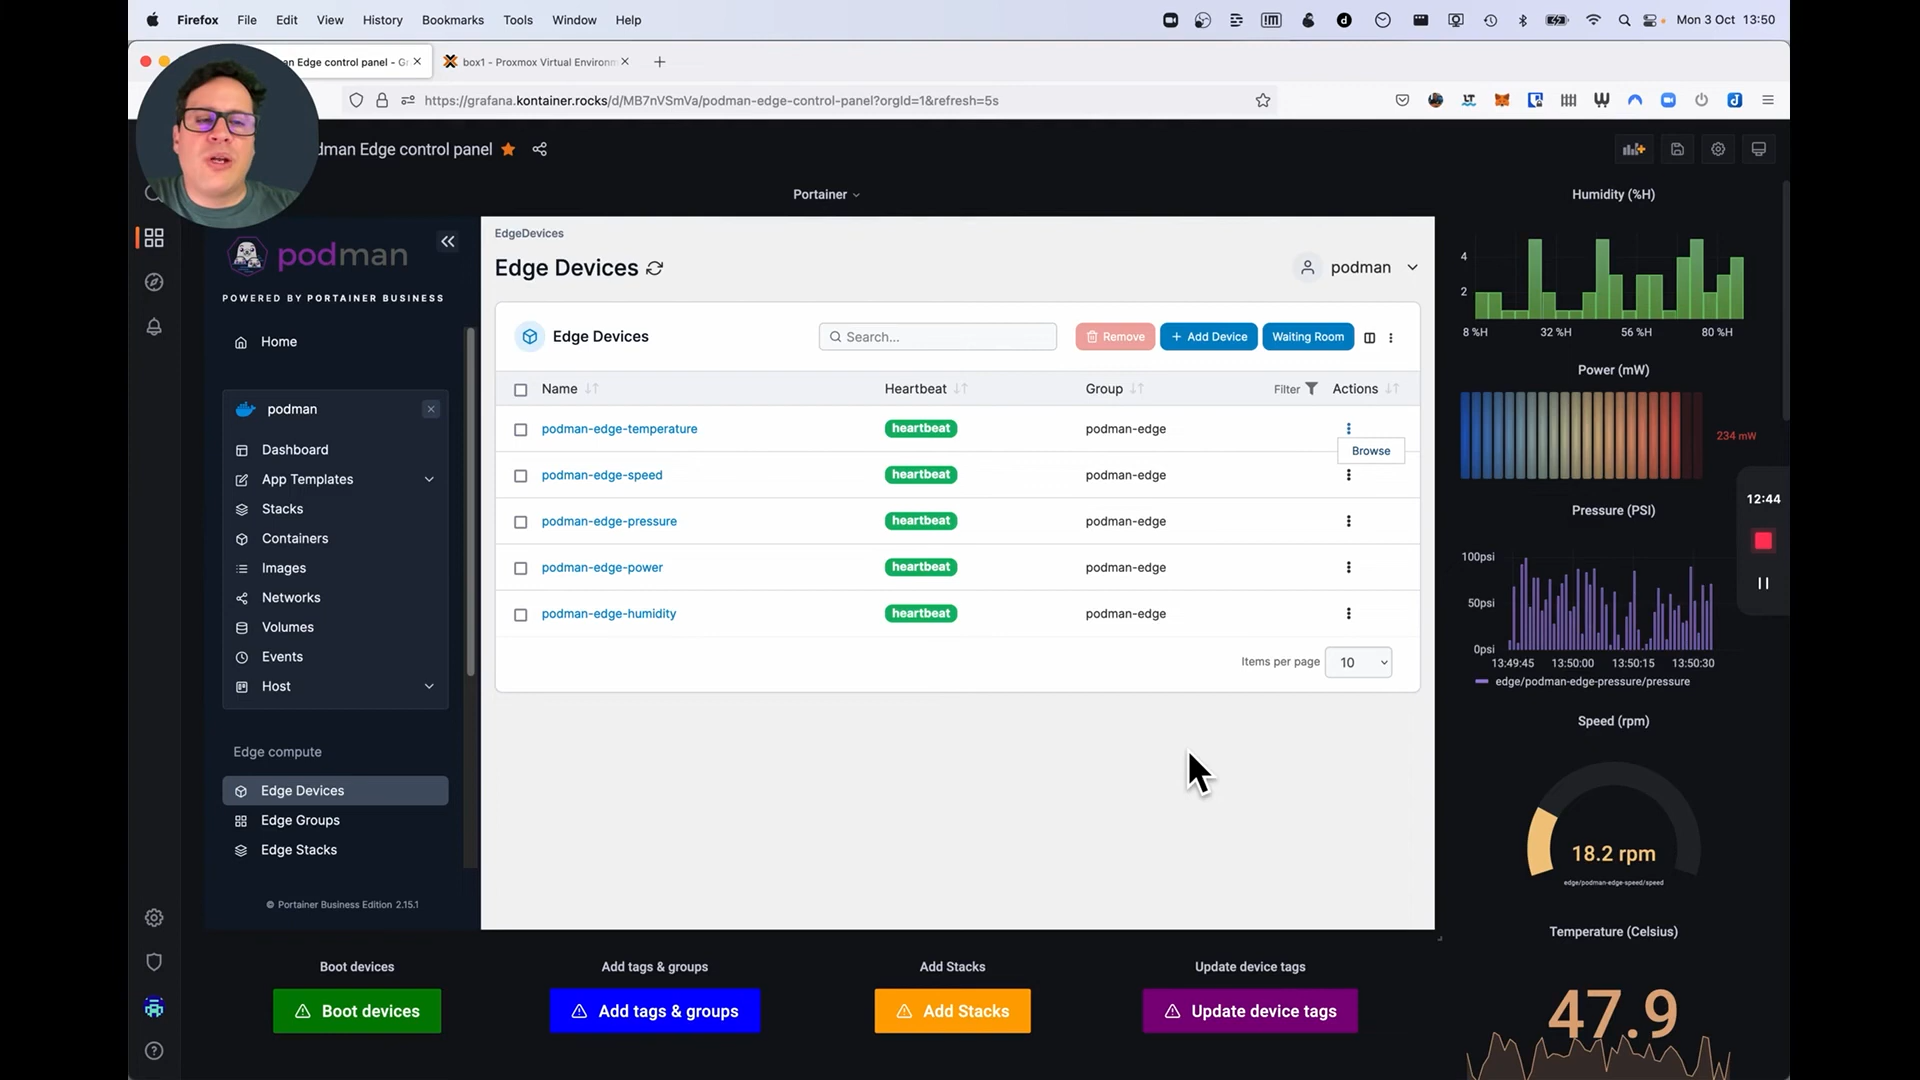 Firefox File Edit View History Bookmarks Tools Window Help
Mon 3 Oct 13:50
an Edge control panel - G
box1 - Proxmox Virtual Environ
https://grafana.kontainer.rocks/d/MB7nVSmVa/podman-edge-control-panel?orgId=1&refresh=5s
dman Edge control panel
Portainer
podman
POWERED BY PORTAINER BUSINESS
Home
podman
Dashboard
App Templates
Stacks
Containers
Images
Networks
Volumes
Events
Host
Edge compute
Edge Devices
Edge Groups
Edge Stacks
© Portainer Business Edition 2.15.1
EdgeDevices
Edge Devices
podman
Edge Devices
Search...
Remove
+ Add Device
Waiting Room
Name Heartbeat Group Filter Actions
podman-edge-temperature heartbeat podman-edge
Browse
podman-edge-speed heartbeat podman-edge
podman-edge-pressure heartbeat podman-edge
podman-edge-power heartbeat podman-edge
podman-edge-humidity heartbeat podman-edge
Items per page 10
Boot devices
Boot devices
Add tags & groups
Add tags & groups
Add Stacks
Add Stacks
Update device tags
Update device tags
Humidity (%H)
4
2
8 %H 32 %H 56 %H 80 %H
Power (mW)
234 mW
Pressure (PSI)
100psi
50psi
0psi
13:49:45 13:50:00 13:50:15 13:50:30
edge/podman-edge-pressure/pressure
Speed (rpm)
18.2 rpm
edge/podman-edge-speed/speed
Temperature (Celsius)
47.9
12:44